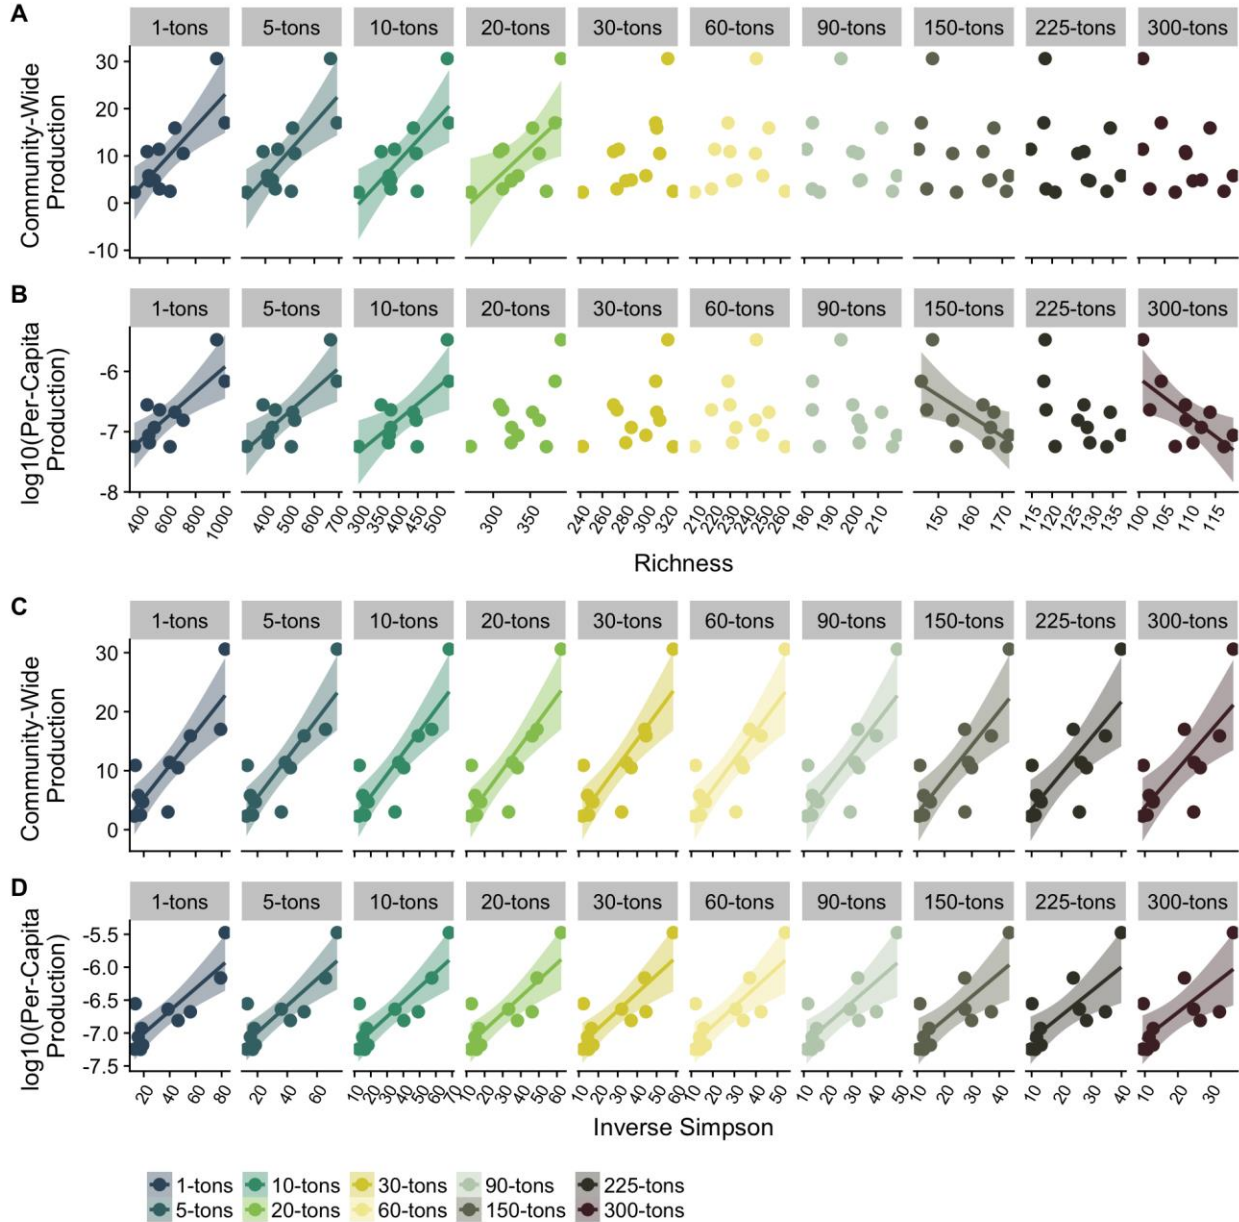 A
1-tons 5-tons 10-tons 20-tons 30-tons 60-tons 90-tons 150-tons 225-tons 300-tons
Community-Wide
Production
30
20
10
0
-10
B
1-tons 5-tons 10-tons 20-tons 30-tons 60-tons 90-tons 150-tons 225-tons 300-tons
log10(Per-Capita
Production)
-6
-7
-8
400 600 800 1000 400 500 600 700 300 350 400 450 500 300 350 240 260 280 300 320 210 220 230 240 250 260 180 190 200 210 150 160 170 115 120 125 130 135 100 105 110 115
Richness
C
1-tons 5-tons 10-tons 20-tons 30-tons 60-tons 90-tons 150-tons 225-tons 300-tons
Community-Wide
Production
30
20
10
0
D
1-tons 5-tons 10-tons 20-tons 30-tons 60-tons 90-tons 150-tons 225-tons 300-tons
log10(Per-Capita
Production)
-5.5
-6.0
-6.5
-7.0
-7.5
20 40 60 80 20 40 60 10 20 30 40 50 60 70 10 20 30 40 50 60 10 20 30 40 50 60 10 20 30 40 50 10 20 30 40 50 10 20 30 40 10 20 30 40 10 20 30
Inverse Simpson
1-tons 10-tons 30-tons 90-tons 225-tons
5-tons 20-tons 60-tons 150-tons 300-tons